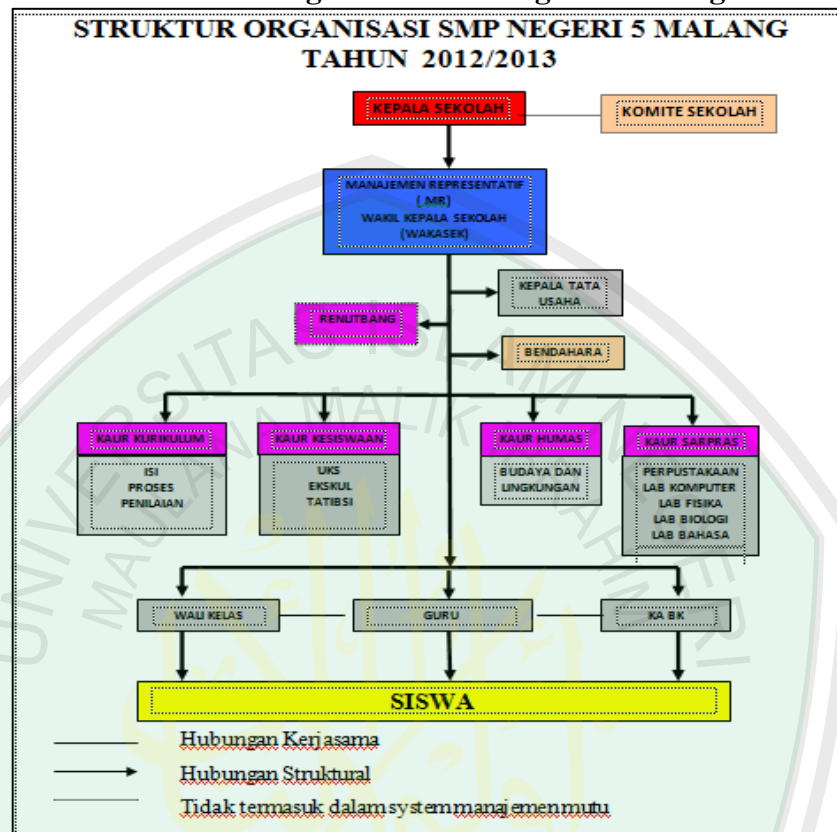 STRUKTUR ORGANISASI SMP NEGERI 5 MALANG
TAHUN 2012/2013
KEPALA SEKOLAH
KOMITE SEKOLAH
MANAJEMEN REPRESENTATIF
( MR)
WAKIL KEPALA SEKOLAH
(WAKASEK)
KEPALA TATA
USAHA
RENLITBANG
BENDAHARA
KAUR KURIKULUM
ISI
PROSES
PENILAIAN
KAUR KESISWAAN
UKS
EKSKUL
TATIBSI
KAUR HUMAS
BUDAYA DAN
LINGKUNGAN
KAUR SARPRAS
PERPUSTAKAAN
LAB KOMPUTER
LAB FISIKA
LAB BIOLOGI
LAB BAHASA
WALI KELAS
GURU
KA BK
SISWA
Hubungan Kerjasama
Hubungan Struktural
Tidak termasuk dalam system manajemen mutu